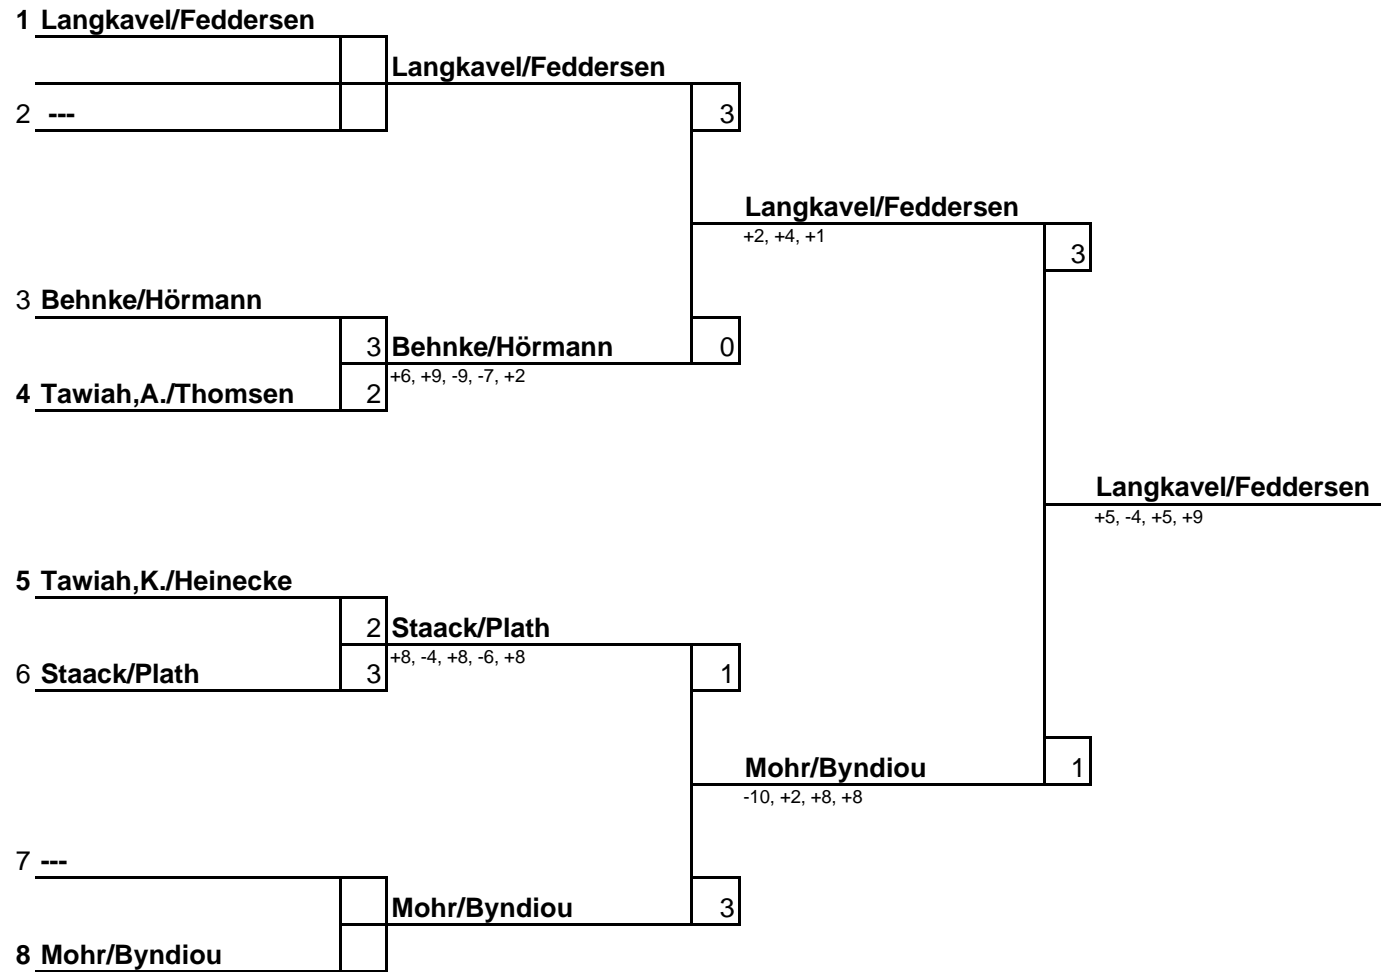 1 Langkavel/Feddersen
Langkavel/Feddersen
2 ---
3
Langkavel/Feddersen
+2, +4, +1
3
3 Behnke/Hörmann
3 Behnke/Hörmann 0
+6, +9, -9, -7, +2
4 Tawiah,A./Thomsen 2
Langkavel/Feddersen
+5, -4, +5, +9
5 Tawiah,K./Heinecke
2 Staack/Plath
+8, -4, +8, -6, +8
6 Staack/Plath 3
1
Mohr/Byndiou 1
-10, +2, +8, +8
7 ---
Mohr/Byndiou 3
8 Mohr/Byndiou